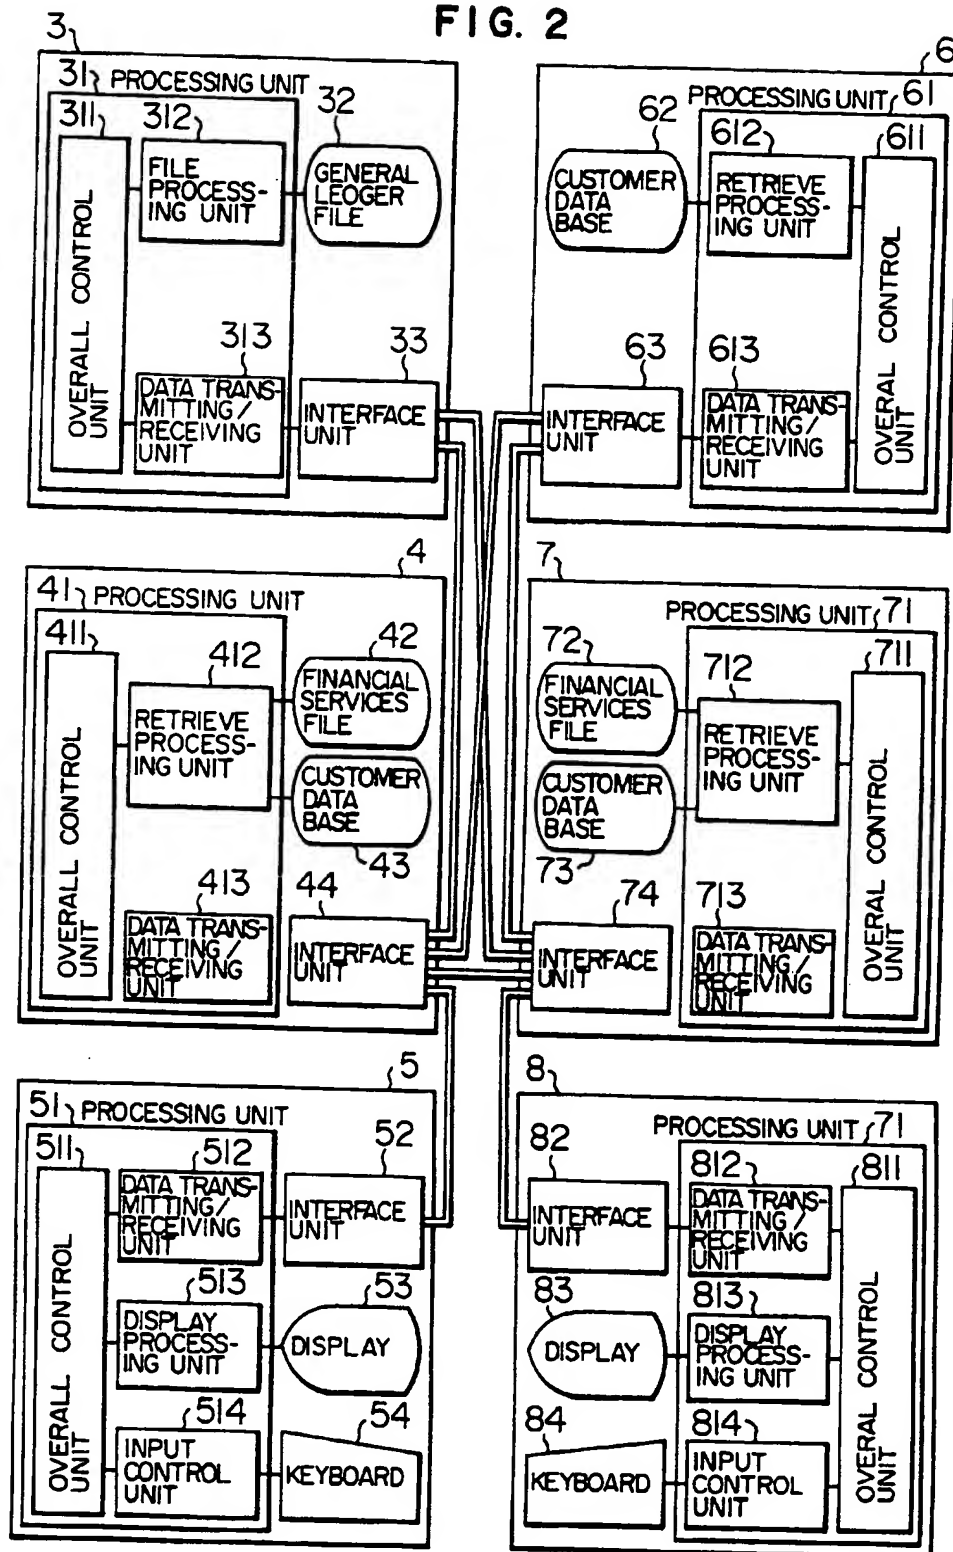 FIG. 2
3
31
PROCESSING UNIT
311
312
32
FILE
PROCESS-
ING UNIT
GENERAL
LEOGER
FILE
OVERALL CONTROL
UNIT
313
33
DATA TRANS-
MITTING/
RECEIVING
UNIT
INTERFACE
UNIT
6
PROCESSING UNIT
61
62
612
611
CUSTOMER
DATA
BASE
RETRIEVE
PROCESS-
ING UNIT
OVERALL CONTROL
UNIT
63
613
INTERFACE
UNIT
DATA TRANS-
MITTING/
RECEIVING
UNIT
4
41
PROCESSING UNIT
411
412
42
RETRIEVE
PROCESS-
ING UNIT
FINANCIAL
SERVICES
FILE
CUSTOMER
DATA
BASE
43
OVERALL CONTROL
UNIT
413
44
DATA TRANS-
MITTING/
RECEIVING
UNIT
INTERFACE
UNIT
7
PROCESSING UNIT
71
72
712
711
FINANCIAL
SERVICES
FILE
RETRIEVE
PROCESS-
ING UNIT
CUSTOMER
DATA
BASE
73
OVERALL CONTROL
UNIT
74
713
INTERFACE
UNIT
DATA TRANS-
MITTING/
RECEIVING
UNIT
5
51
PROCESSING UNIT
511
512
52
DATA TRANS-
MITTING/
RECEIVING
UNIT
INTERFACE
UNIT
513
53
DISPLAY
PROCESS-
ING UNIT
DISPLAY
OVERALL CONTROL
UNIT
514
54
INPUT
CONTROL
UNIT
KEYBOARD
8
PROCESSING UNIT
71
82
812
811
INTERFACE
UNIT
DATA TRANS-
MITTING/
RECEIVING
UNIT
83
813
DISPLAY
DISPLAY
PROCESS-
ING UNIT
OVERALL CONTROL
UNIT
84
814
KEYBOARD
INPUT
CONTROL
UNIT